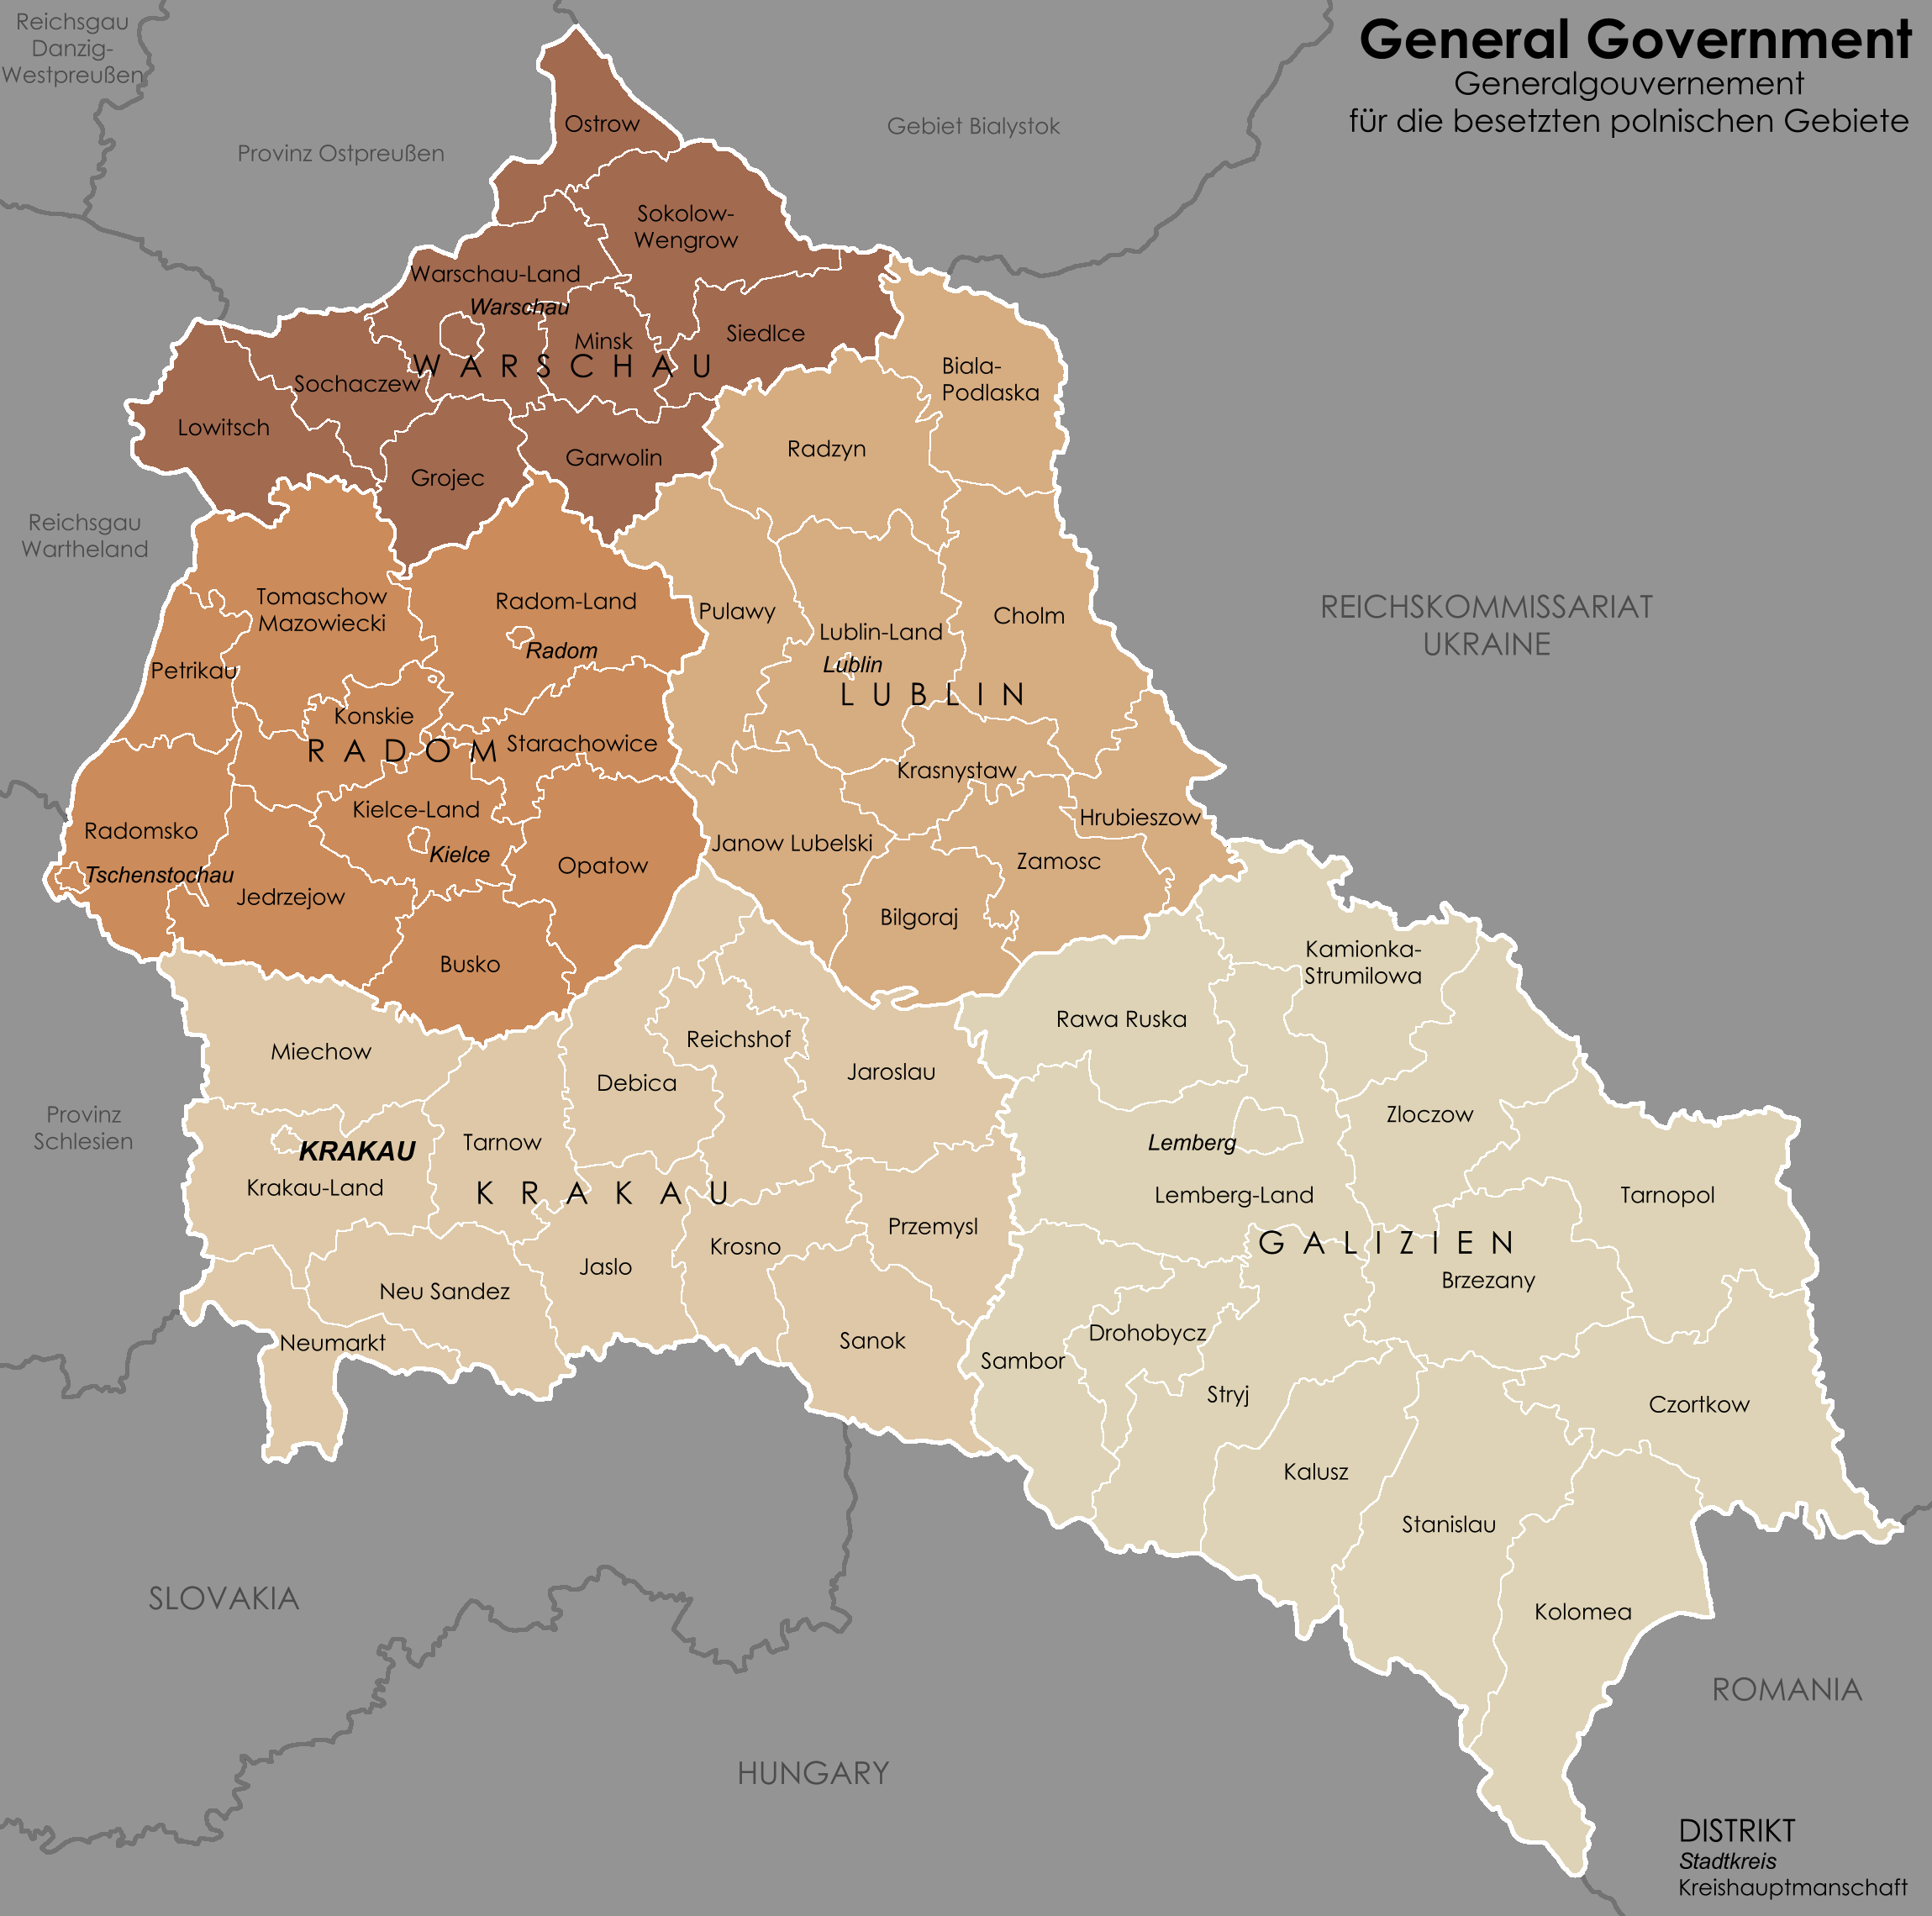 General Government
Generalgouvernement
für die besetzten polnischen Gebiete
Reichsgau
Danzig-
Westpreußen
Provinz Ostpreußen
Gebiet Bialystok
Ostrow
Sokolow-
Wengrow
Warschau-Land
Warschau
Minsk
Siedlce
WARSCHAU
Sochaczew
Lowitsch
Grojec
Garwolin
Biala-
Podlaska
Radzyn
Reichsgau
Wartheland
Tomaschow
Mazowiecki
Radom-Land
Radom
Petrikau
Konskie
RADOM
Starachowice
Kielce-Land
Kielce
Radomsko
Tschenstochau
Jedrzejow
Opatow
Busko
Pulawy
Lublin-Land
Lublin
LUBLIN
Cholm
Krasnystaw
Janow Lubelski
Hrubieszow
Zamosc
Bilgoraj
REICHSKOMMISSARIAT
UKRAINE
Provinz
Schlesien
Miechow
KRAKAU
Krakau-Land
Tarnow
KRAKAU
Debica
Reichshof
Jaroslau
Przemysl
Krosno
Jaslo
Neu Sandez
Neumarkt
Sanok
Kamionka-
Strumilowa
Rawa Ruska
Zloczow
Lemberg
Lemberg-Land
Tarnopol
GALIZIEN
Brzezany
Drohobycz
Sambor
Stryj
Czortkow
Kalusz
Stanislau
Kolomea
SLOVAKIA
HUNGARY
ROMANIA
DISTRIKT
Stadtkreis
Kreishauptmanschaft